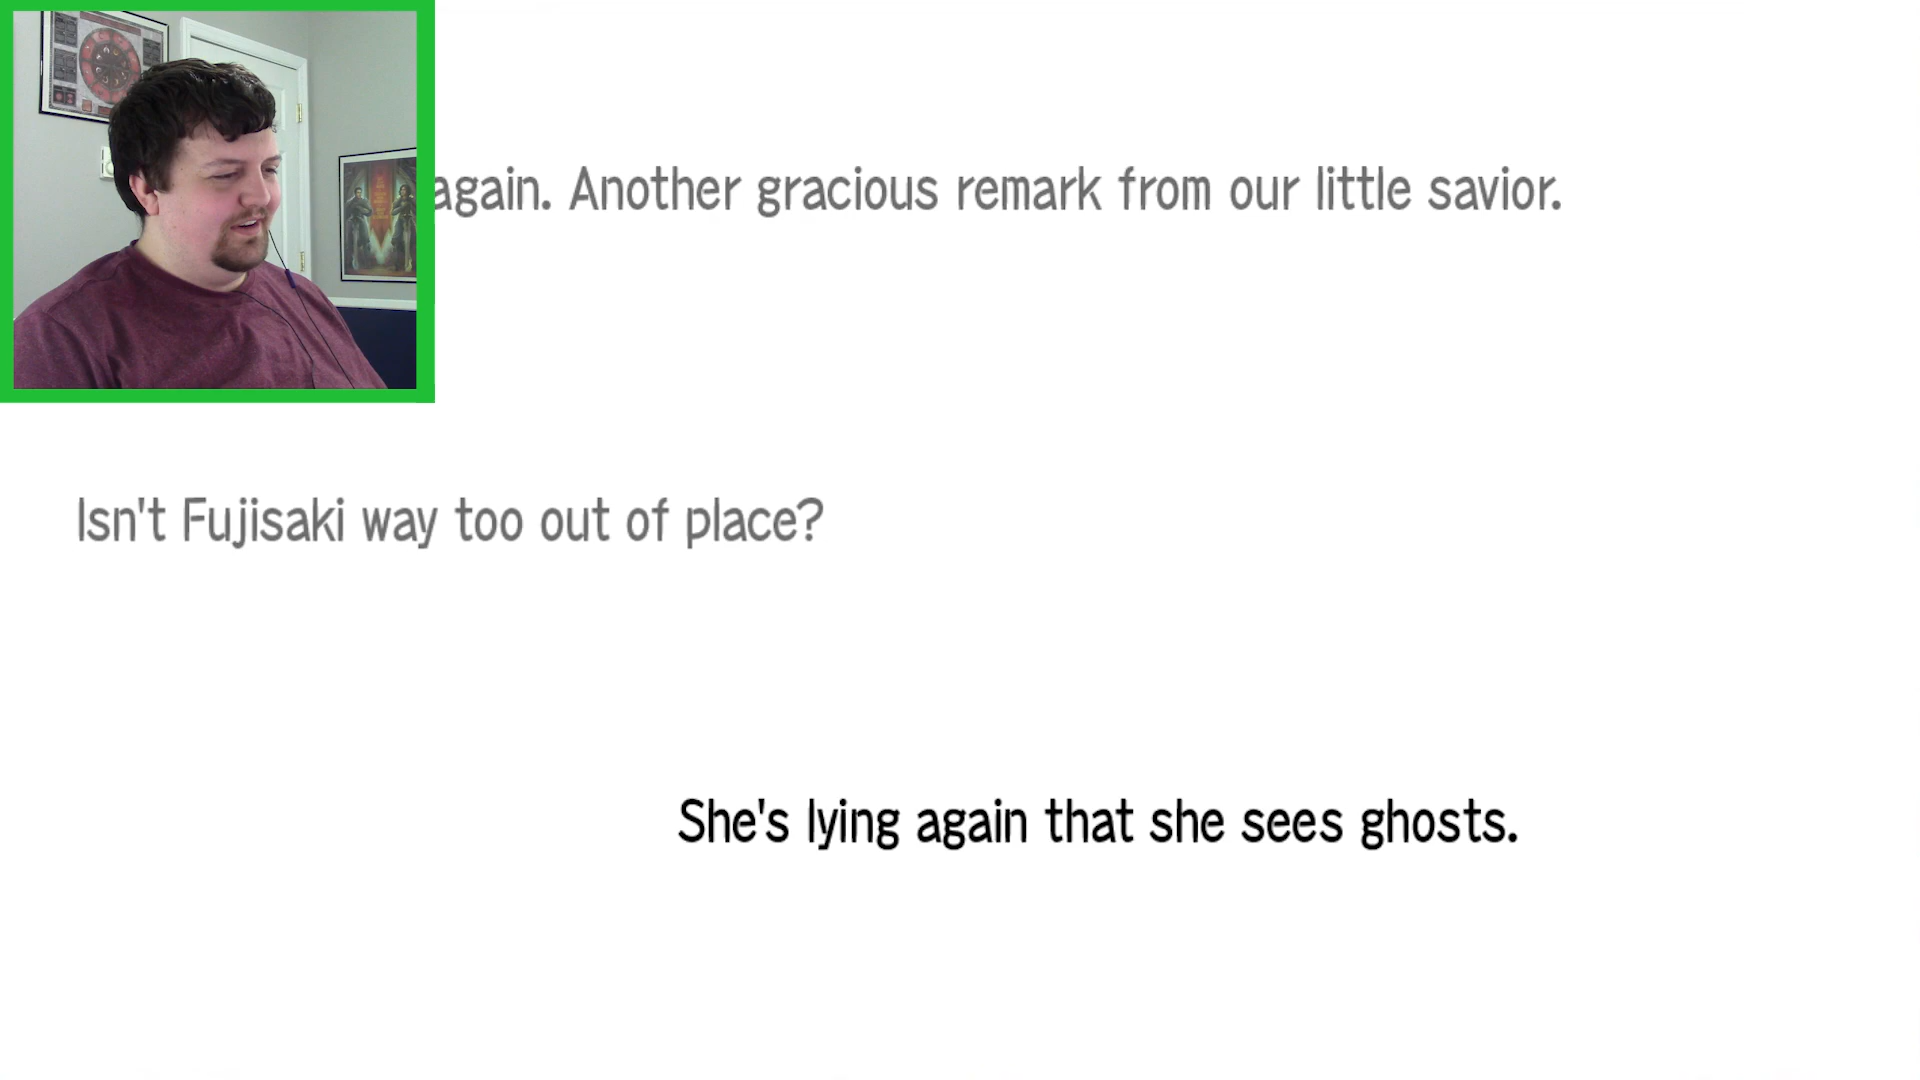 again. Another gracious remark from our little savior.
Isn't Fujisaki way too out of place?
She's lying again that she sees ghosts.